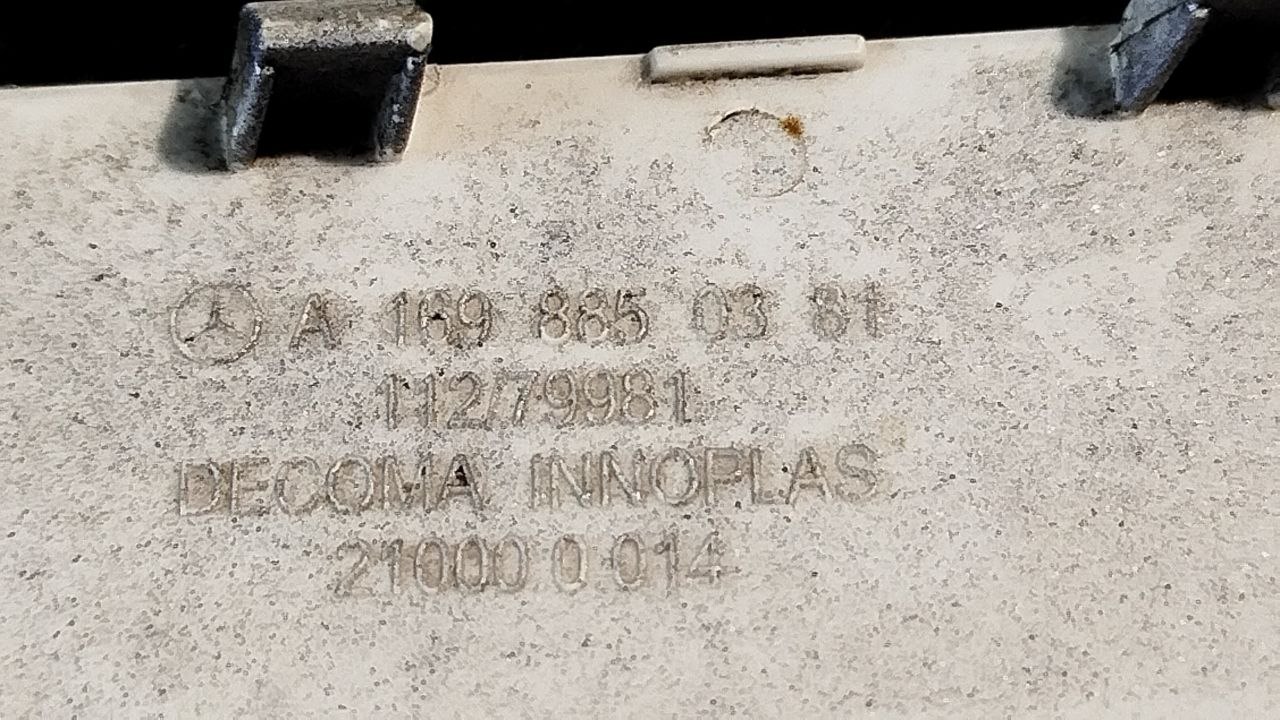 A 169 885 03 81
112/79981
DECOMA INNOPLAS
21000 0 014